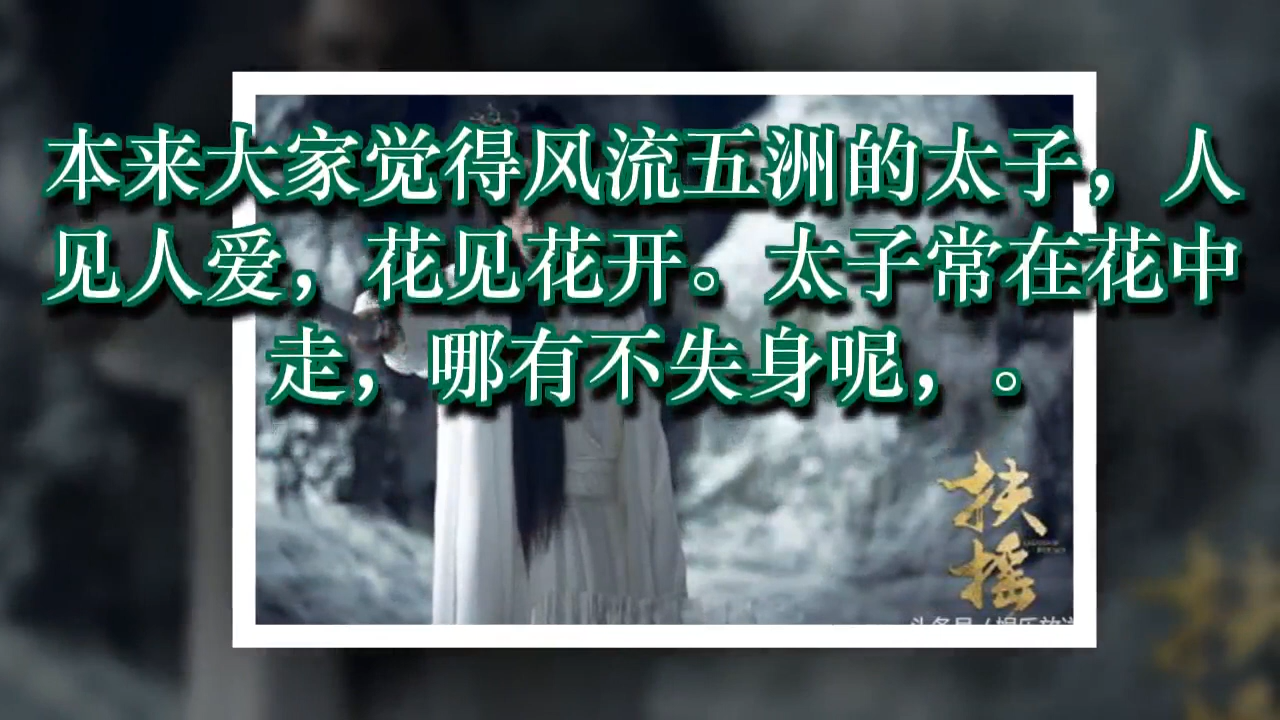 本来大家觉得风流五洲的太子，人
见人爱，花见花开。太子常在花中
走，哪有不失身呢，。
扶
摇